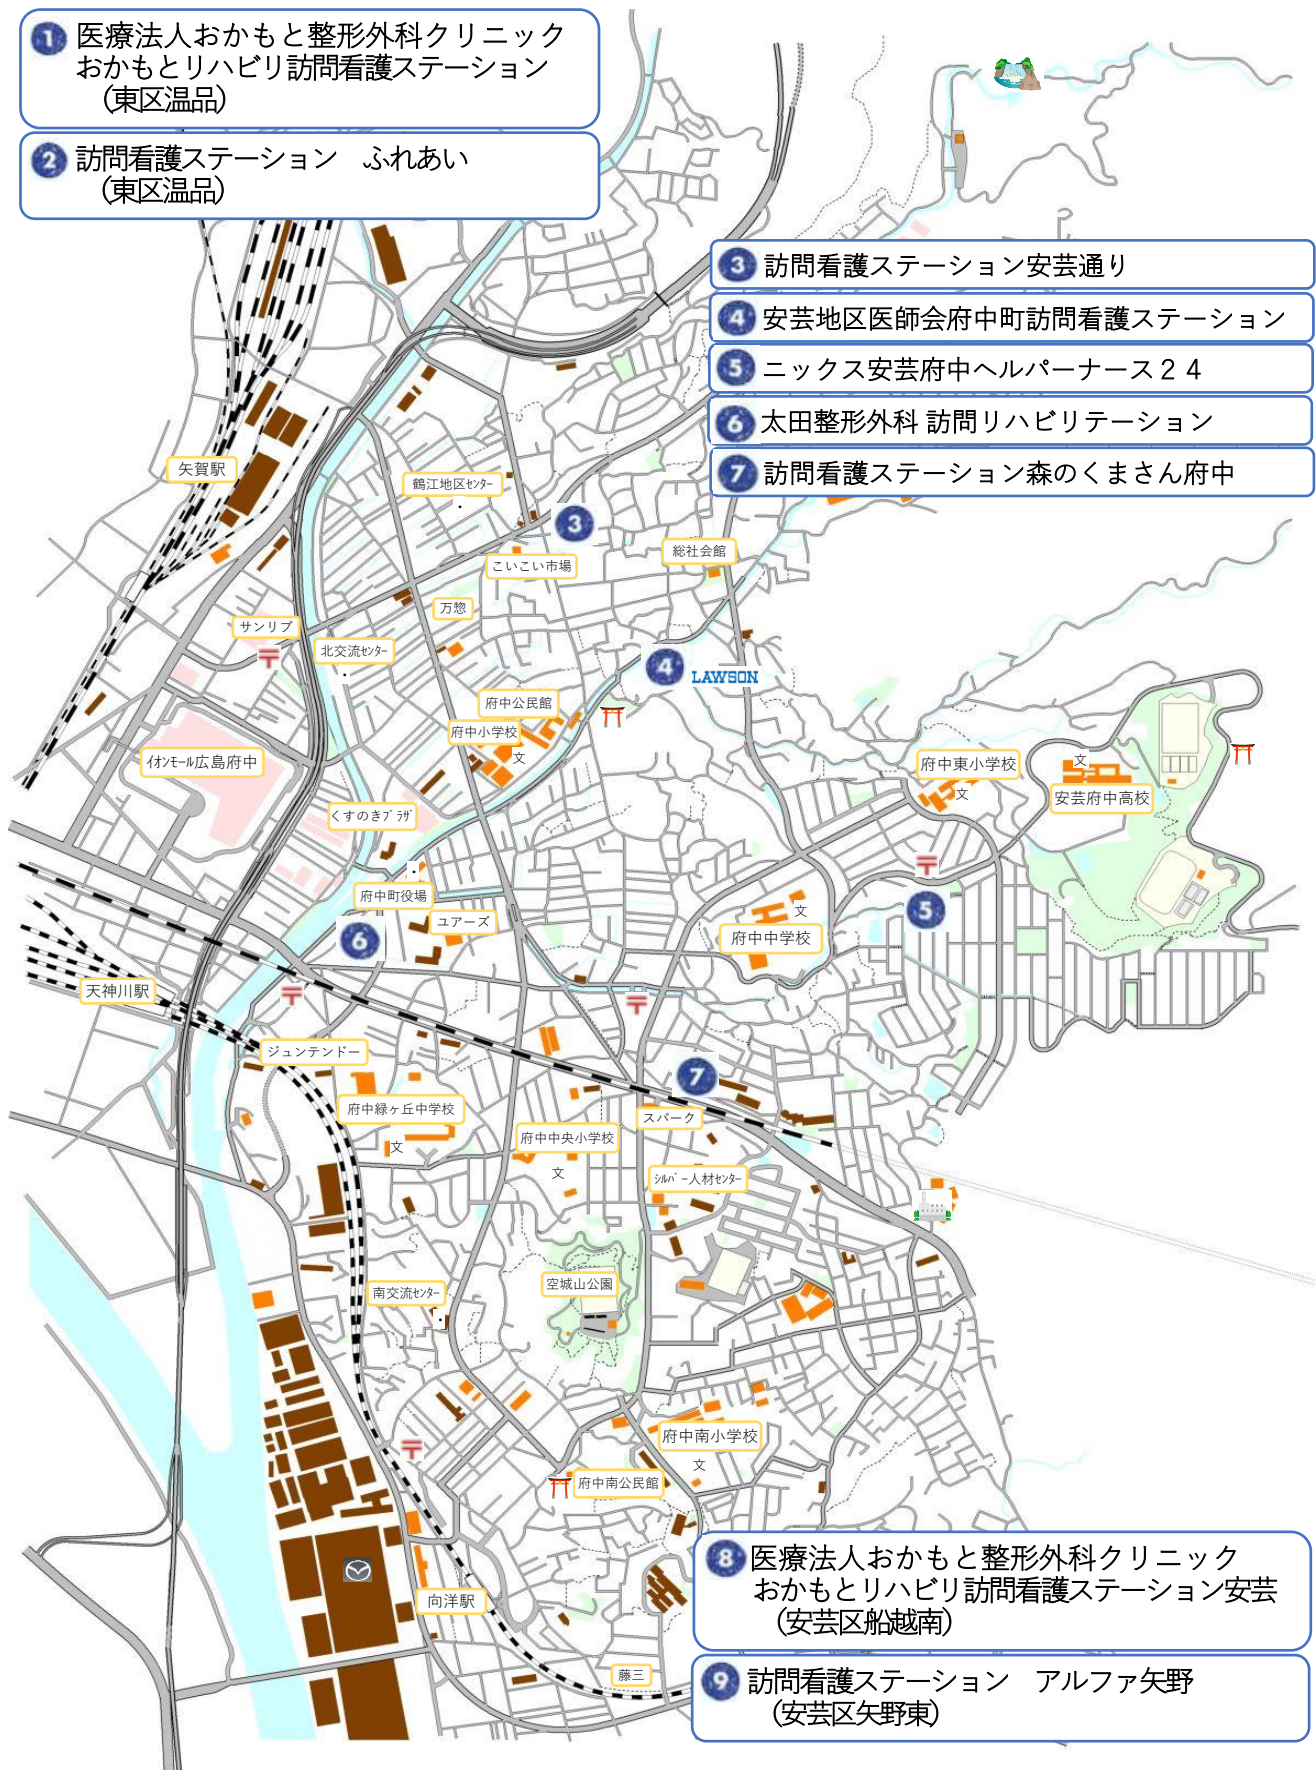 1 医療法人おかもと整形外科クリニック
おかもとリハビリ訪問看護ステーション
（東区温品）
2 訪問看護ステーション　ふれあい
（東区温品）
3 訪問看護ステーション安芸通り
4 安芸地区医師会府中町訪問看護ステーション
5 ニックス安芸府中ヘルパーナース２４
6 太田整形外科 訪問リハビリテーション
7 訪問看護ステーション森のくまさん府中
矢賀駅
鶴江地区ｾﾝﾀｰ
3
総社会館
こいこい市場
万惣
サンリブ
〒
北交流ｾﾝﾀｰ
4
LAWSON
府中公民館
府中小学校
文
ｲｵﾝﾓｰﾙ広島府中
府中東小学校
文
文
安芸府中高校
くすのきﾌﾟﾗｻﾞ
〒
府中町役場
ユアーズ
5
文
府中中学校
6
天神川駅
〒
〒
ジュンテンドー
7
府中緑ヶ丘中学校
文
スパーク
府中中央小学校
文
ｼﾙﾊﾞｰ人材ｾﾝﾀｰ
空城山公園
南交流ｾﾝﾀｰ
〒
府中南小学校
文
府中南公民館
向洋駅
藤三
8 医療法人おかもと整形外科クリニック
おかもとリハビリ訪問看護ステーション安芸
（安芸区船越南）
9 訪問看護ステーション　アルファ矢野
（安芸区矢野東）